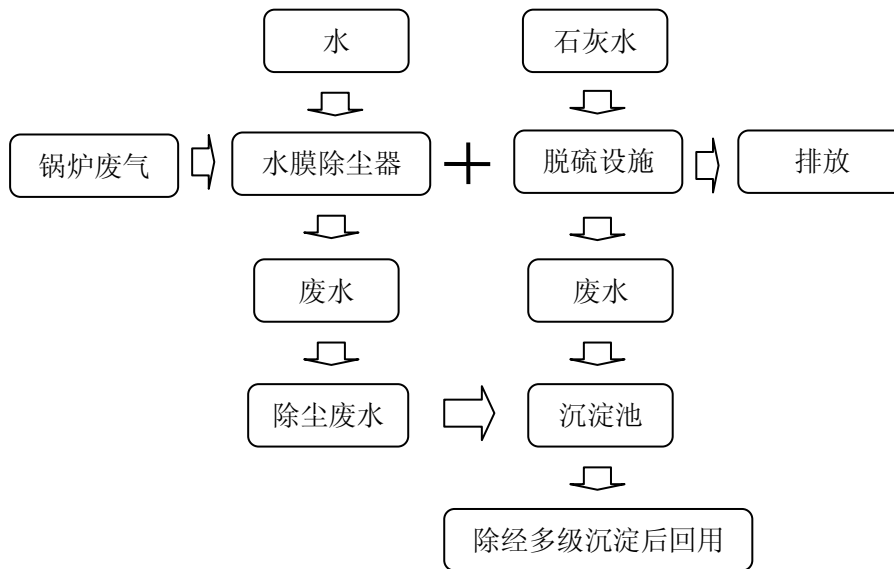 水
石灰水
锅炉废气
水膜除尘器
脱硫设施
排放
废水
废水
除尘废水
沉淀池
除经多级沉淀后回用